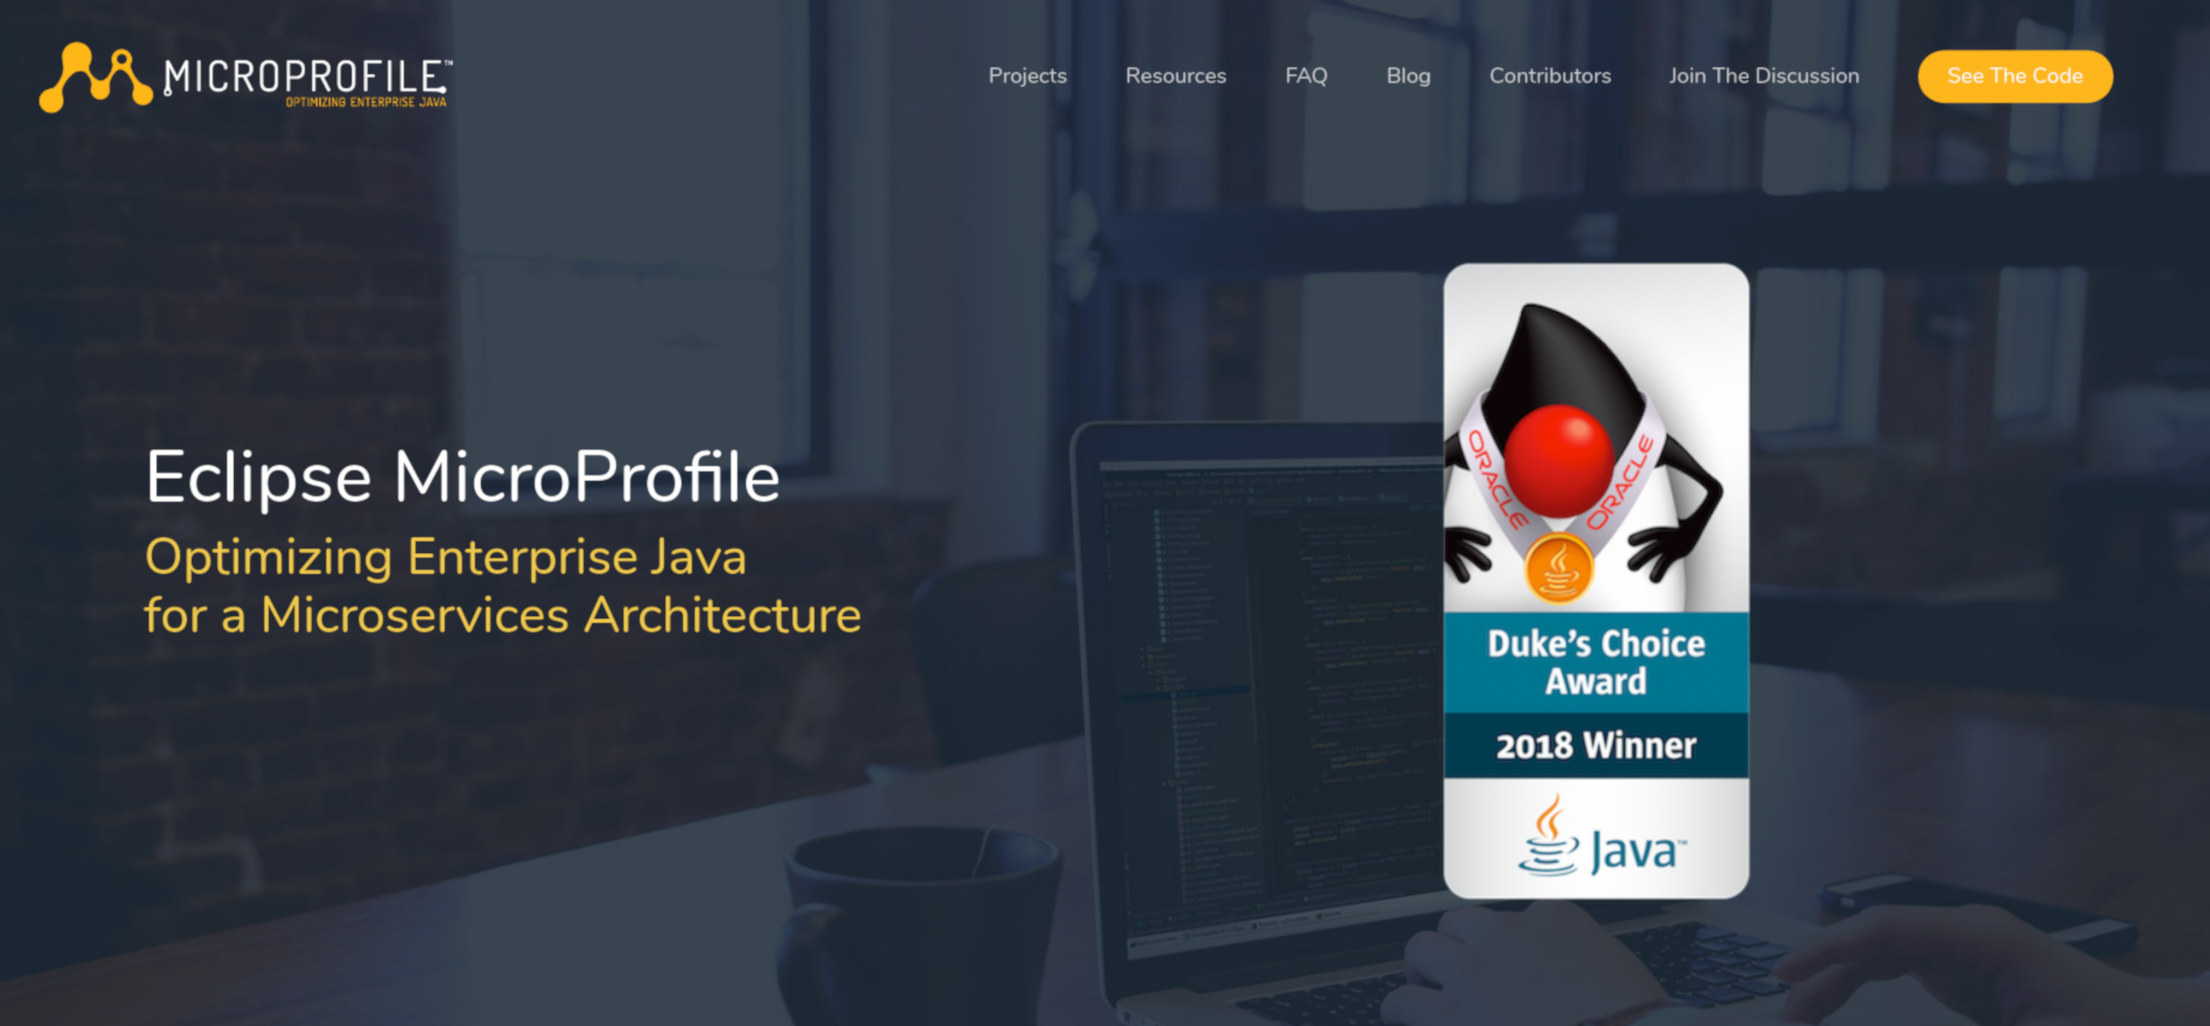 MICROPROFILE™
OPTIMIZING ENTERPRISE JAVA
Projects
Resources
FAQ
Blog
Contributors
Join The Discussion
See The Code
Eclipse MicroProfile
Optimizing Enterprise Java
for a Microservices Architecture
ORACLE
ORACLE
Duke's Choice
Award
2018 Winner
Java™